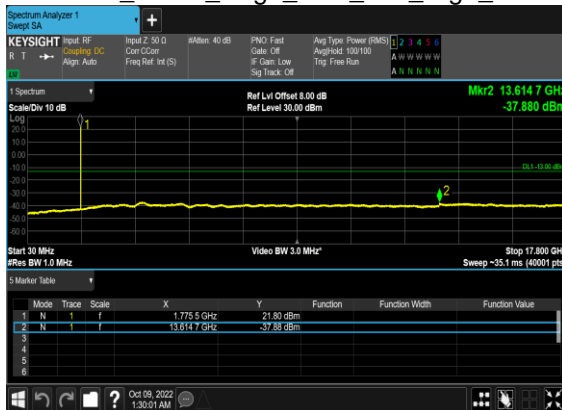 Spectrum Analyzer 1
Swept SA
+
KEYSIGHT Input: RF Input Z: 50 Ω #Atten: 40 dB PNO: Fast Avg Type: Power (RMS) 1 2 3 4 5 6
R T Coupling: DC Corr CCorr Gate: Off Avg|Hold: 100/100 A W W W W W
Align: Auto Freq Ref: Int (S) IF Gain: Low Trig: Free Run
Sig Track: Off A N N N N N
1 Spectrum Ref Lvl Offset 8.00 dB Mkr2 13.614 7 GHz
Scale/Div 10 dB Ref Level 30.00 dBm -37.880 dBm
Log
20.0
10.0
0.00
-10.0
DL1 -13.00 dBm
-20.0
-30.0
-40.0
-50.0
-60.0
1
2
Start 30 MHz Video BW 3.0 MHz* Stop 17.800 GHz
#Res BW 1.0 MHz Sweep ~35.1 ms (40001 pts)
5 Marker Table
Mode Trace Scale X Y Function Function Width Function Value
1 N 1 f 1.775 5 GHz 21.80 dBm
2 N 1 f 13.614 7 GHz -37.88 dBm
3
4
5
6
? Oct 09, 2022
1:30:01 AM